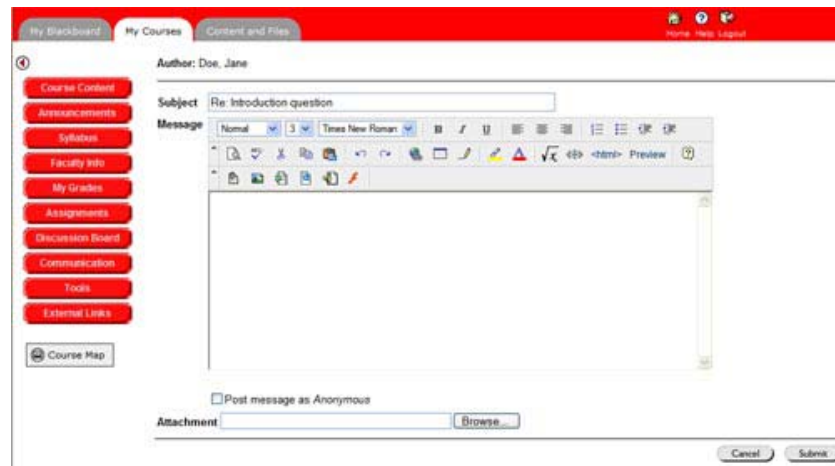 My Blackboard My Courses Content and Files
Home Help Logout
Author: Doe, Jane
Course Content
Announcements
Syllabus
Faculty Info
My Grades
Assignments
Discussion Board
Communication
Tools
External Links
Course Map
Subject Re: Introduction question
Message Normal 3 Times New Roman B I U
<html> Preview
Post message as Anonymous
Attachment Browse...
Cancel Submit